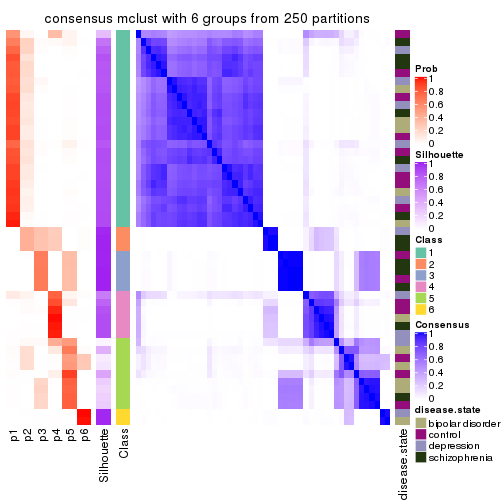 consensus mclust with 6 groups from 250 partitions
p1
p2
p3
p4
p5
p6
Silhouette
Class
disease.state
Prob
1
0.8
0.6
0.4
0.2
0
Silhouette
1
0.8
0.6
0.4
0.2
0
Class
1
2
3
4
5
6
Consensus
1
0.8
0.6
0.4
0.2
0
disease.state
bipolar disorder
control
depression
schizophrenia